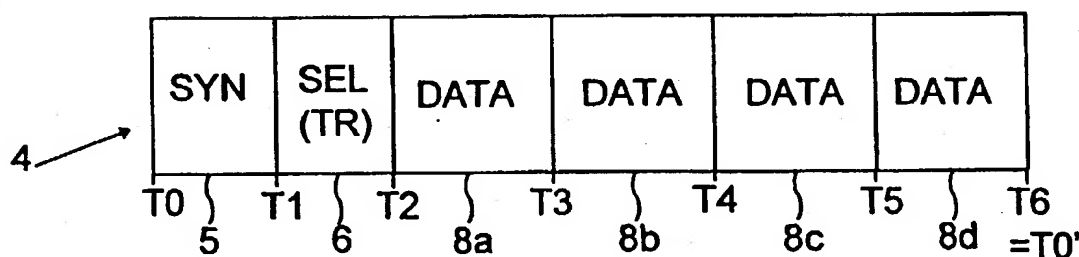 SYN SEL (TR) DATA DATA DATA DATA
4
T0 T1 T2 T3 T4 T5 T6
5 6 8a 8b 8c 8d =T0'